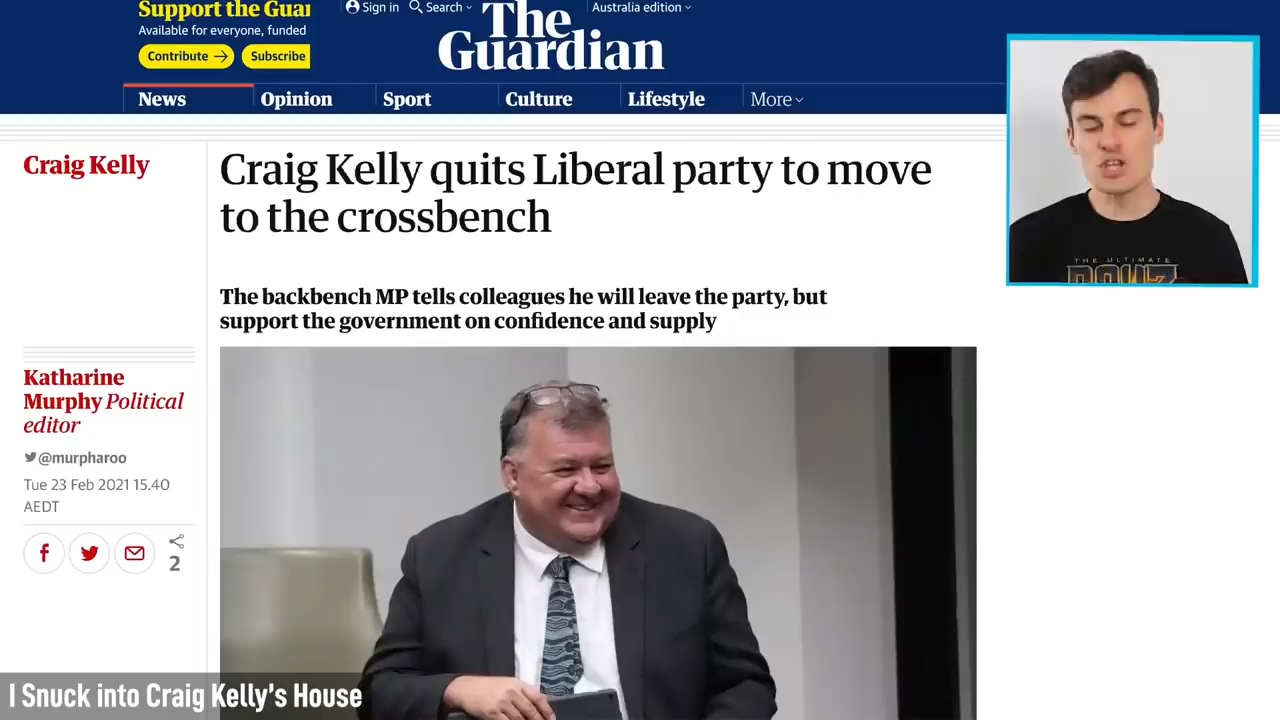 Support the Guar
Available for everyone, funded
Contribute →
Subscribe
Sign in
Search
Australia edition
The
Guardian
News
Opinion
Sport
Culture
Lifestyle
More
Craig Kelly
Craig Kelly quits Liberal party to move
to the crossbench
The backbench MP tells colleagues he will leave the party, but
support the government on confidence and supply
Katharine
Murphy Political
editor
@murpharoo
Tue 23 Feb 2021 15.40
AEDT
2
THE ULTIMATE
I Snuck into Craig Kelly's House